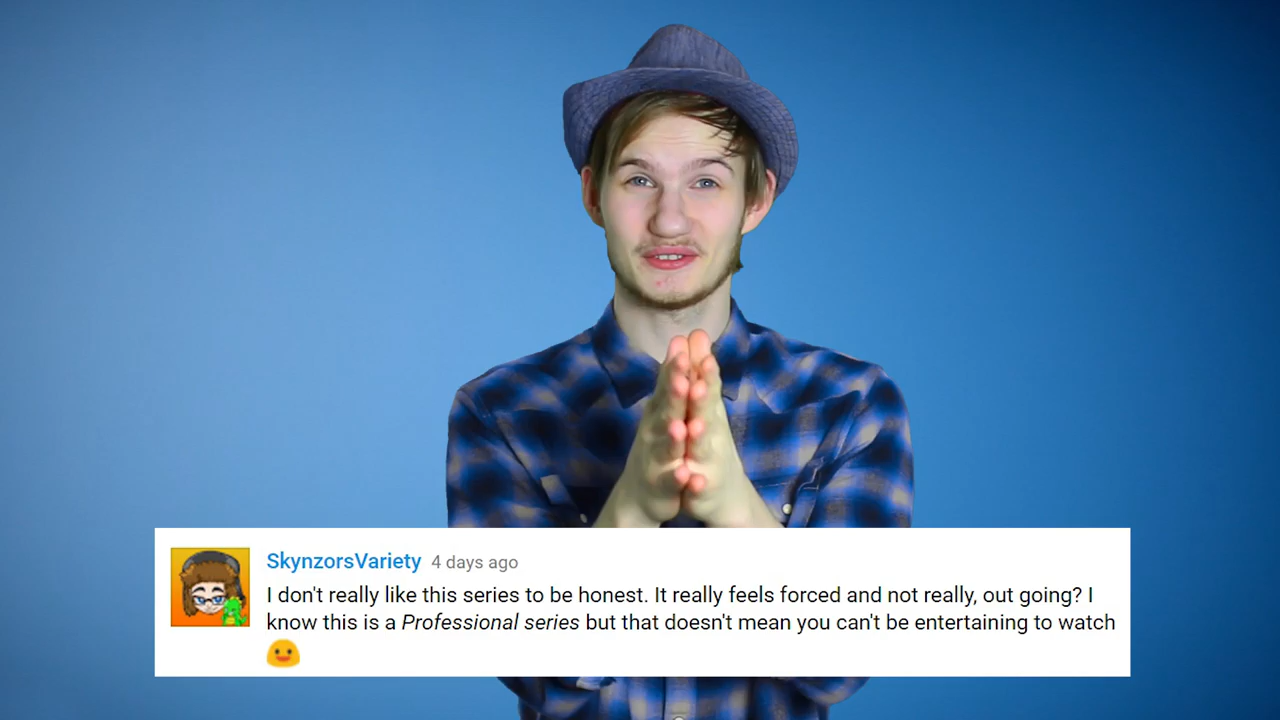 SkynzorsVariety 4 days ago
I don't really like this series to be honest. It really feels forced and not really, out going? I
know this is a Professional series but that doesn't mean you can't be entertaining to watch